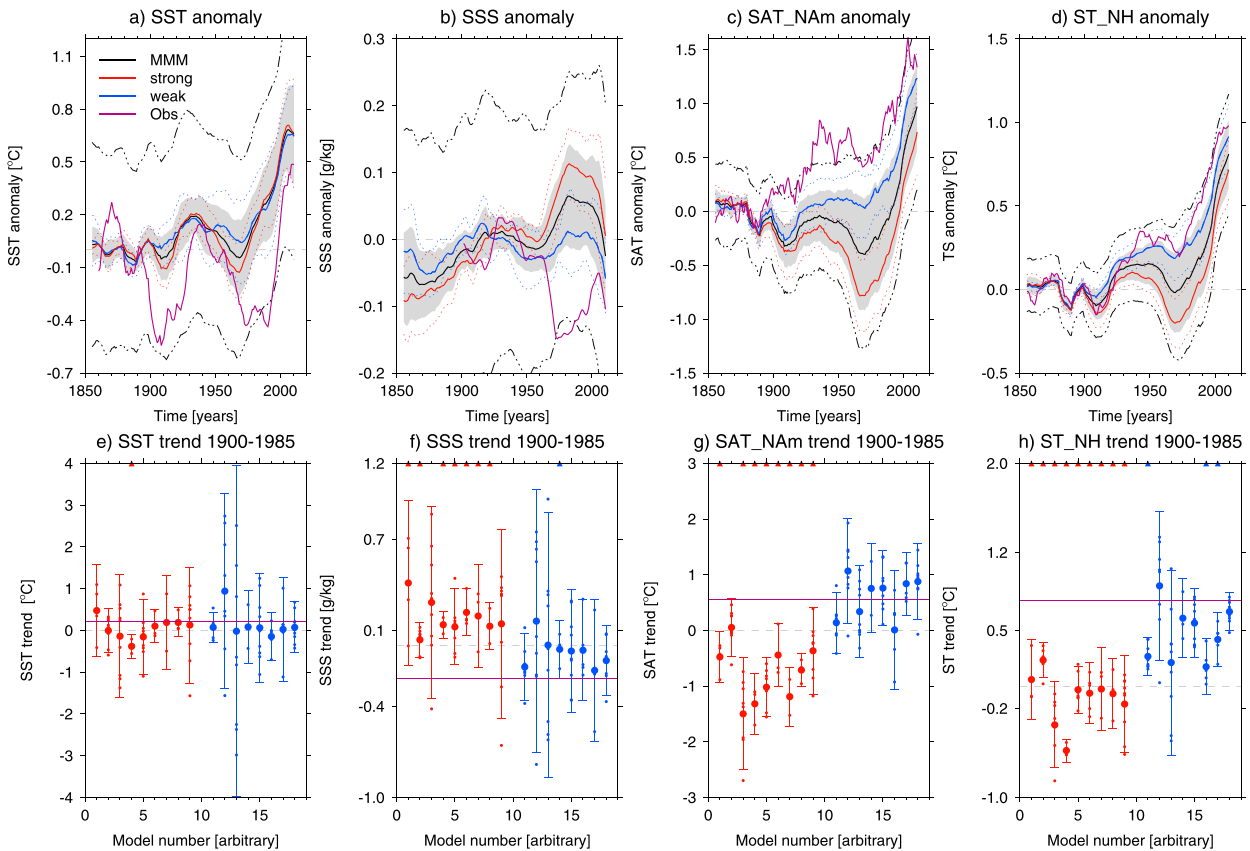 a) SST anomaly
b) SSS anomaly
c) SAT_NAm anomaly
d) ST_NH anomaly
SST anomaly [°C]
1.2
0.9
0.5
0.2
-0.1
-0.4
-0.7
MMM
strong
weak
Obs
1850
1900
1950
2000
Time [years]
SSS anomaly [g/kg]
0.3
0.2
0.1
0.0
-0.1
-0.2
1850
1900
1950
2000
Time [years]
SAT anomaly [°C]
1.5
1.0
0.5
0.0
-0.5
-1.0
-1.5
1850
1900
1950
2000
Time [years]
TS anomaly [°C]
1.5
1.0
0.5
0.0
-0.5
1850
1900
1950
2000
Time [years]
e) SST trend 1900-1985
f) SSS trend 1900-1985
g) SAT_NAm trend 1900-1985
h) ST_NH trend 1900-1985
SST trend [°C]
4
3
2
1
0
-1
-2
-3
-4
0
5
10
15
Model number [arbitrary]
SSS trend [g/kg]
1.2
0.7
0.1
-0.4
-1.0
0
5
10
15
Model number [arbitrary]
SAT trend [°C]
3
2
1
0
-1
-2
-3
0
5
10
15
Model number [arbitrary]
ST trend [°C]
2.0
1.2
0.5
-0.2
-1.0
0
5
10
15
Model number [arbitrary]